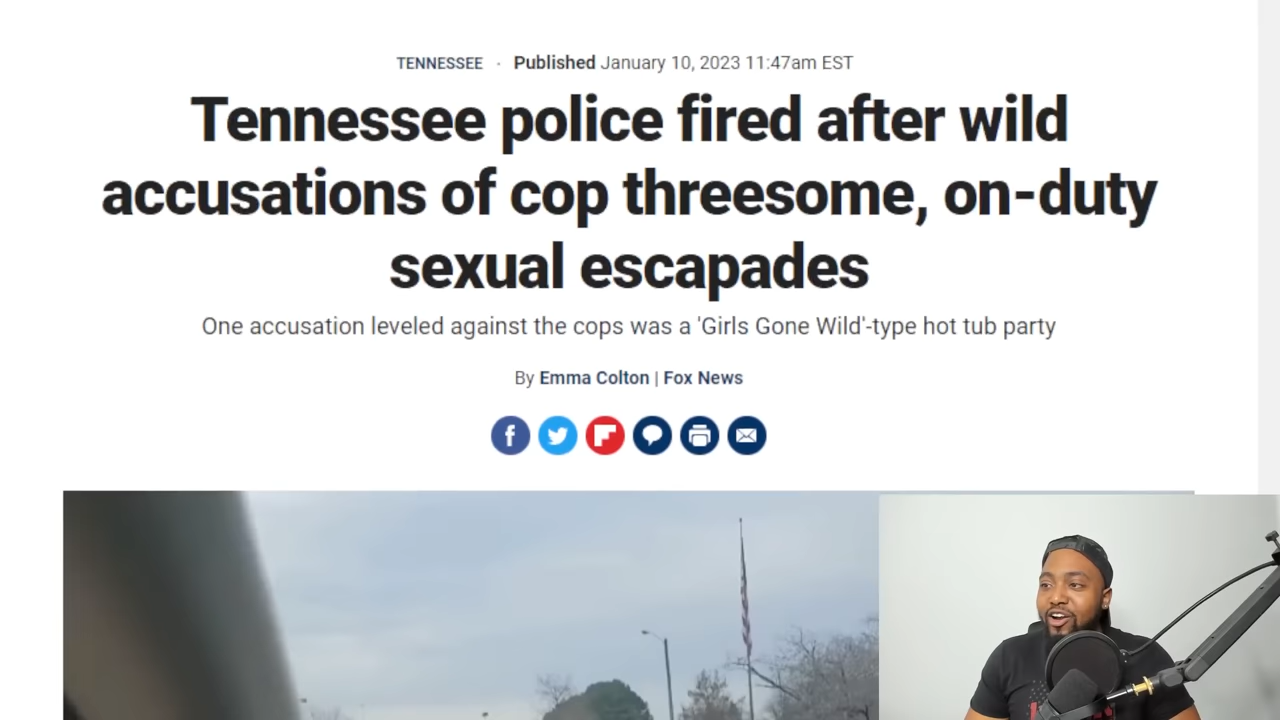 TENNESSEE · Published January 10, 2023 11:47am EST
Tennessee police fired after wild
accusations of cop threesome, on-duty
sexual escapades
One accusation leveled against the cops was a 'Girls Gone Wild'-type hot tub party
By Emma Colton | Fox News